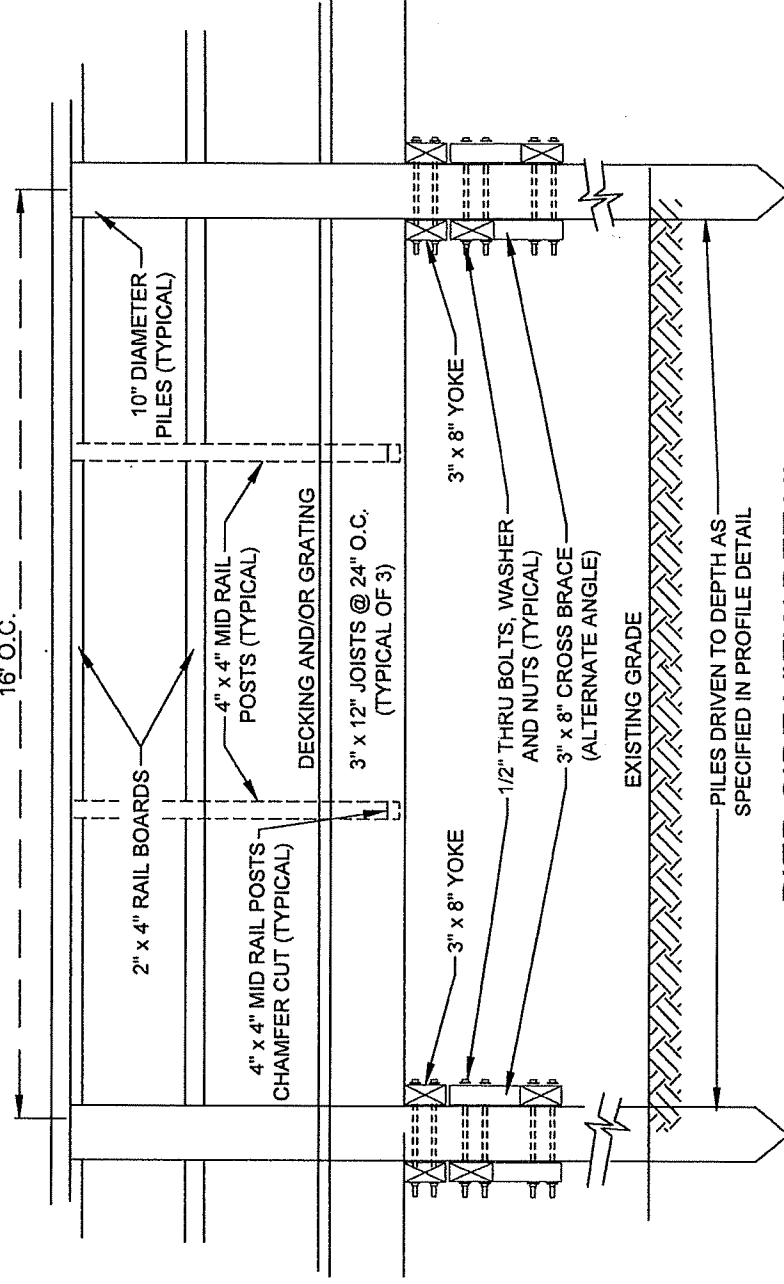 16' O.C.
10" DIAMETER
PILES (TYPICAL)
2" x 4" RAIL BOARDS
4" x 4" MID RAIL
POSTS (TYPICAL)
4" x 4" MID RAIL POSTS
CHAMFER CUT (TYPICAL)
DECKING AND/OR GRATING
3" x 12" JOISTS @ 24" O.C.
(TYPICAL OF 3)
3" x 8" YOKE
3" x 8" YOKE
1/2" THRU BOLTS, WASHER
AND NUTS (TYPICAL)
3" x 8" CROSS BRACE
(ALTERNATE ANGLE)
EXISTING GRADE
PILES DRIVEN TO DEPTH AS
SPECIFIED IN PROFILE DETAIL